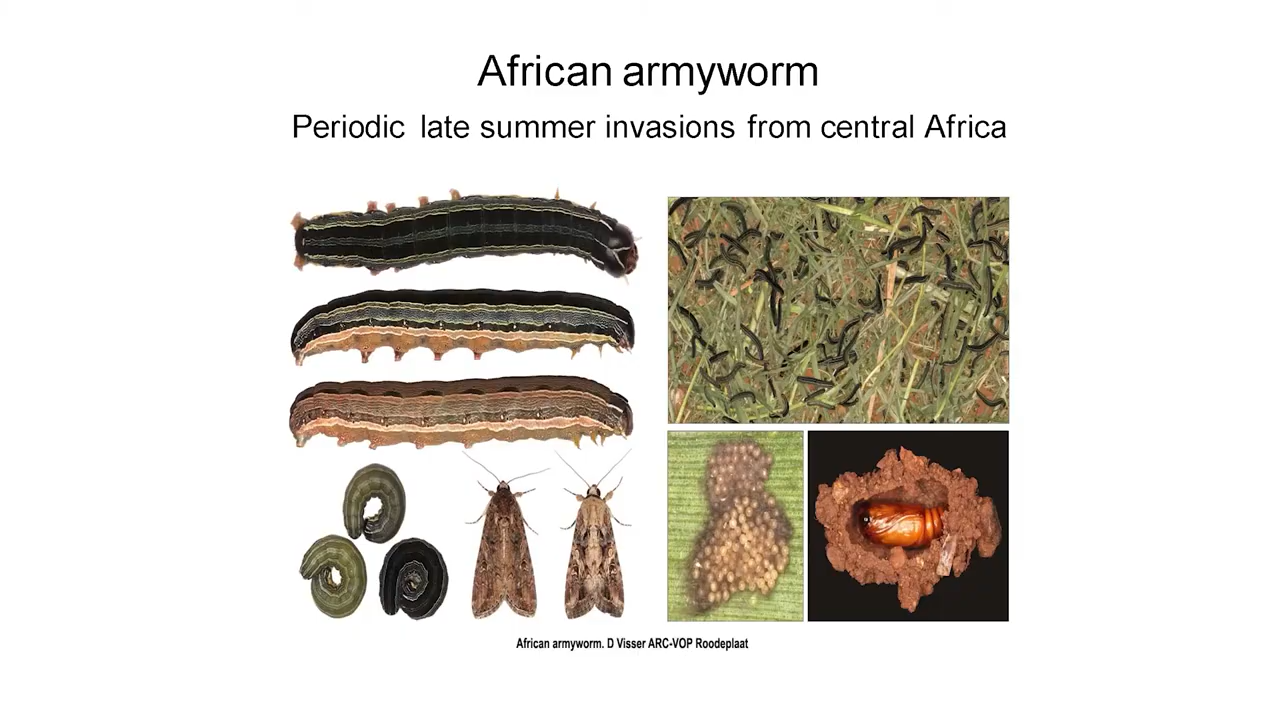 African armyworm
Periodic late summer invasions from central Africa
African armyworm. D Visser ARC-VOP Roodeplaat